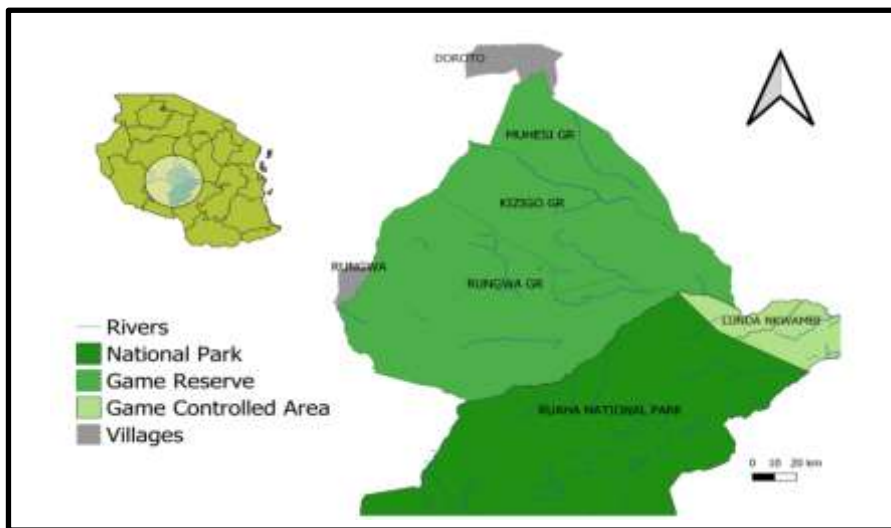 DOROTO
MUHESI GR
KIZIGO GR
RUNGWA
RUNGWA GR
LUNDA NKWAMBI
RUAHA NATIONAL PARK
Rivers
National Park
Game Reserve
Game Controlled Area
Villages
0 10 20 km